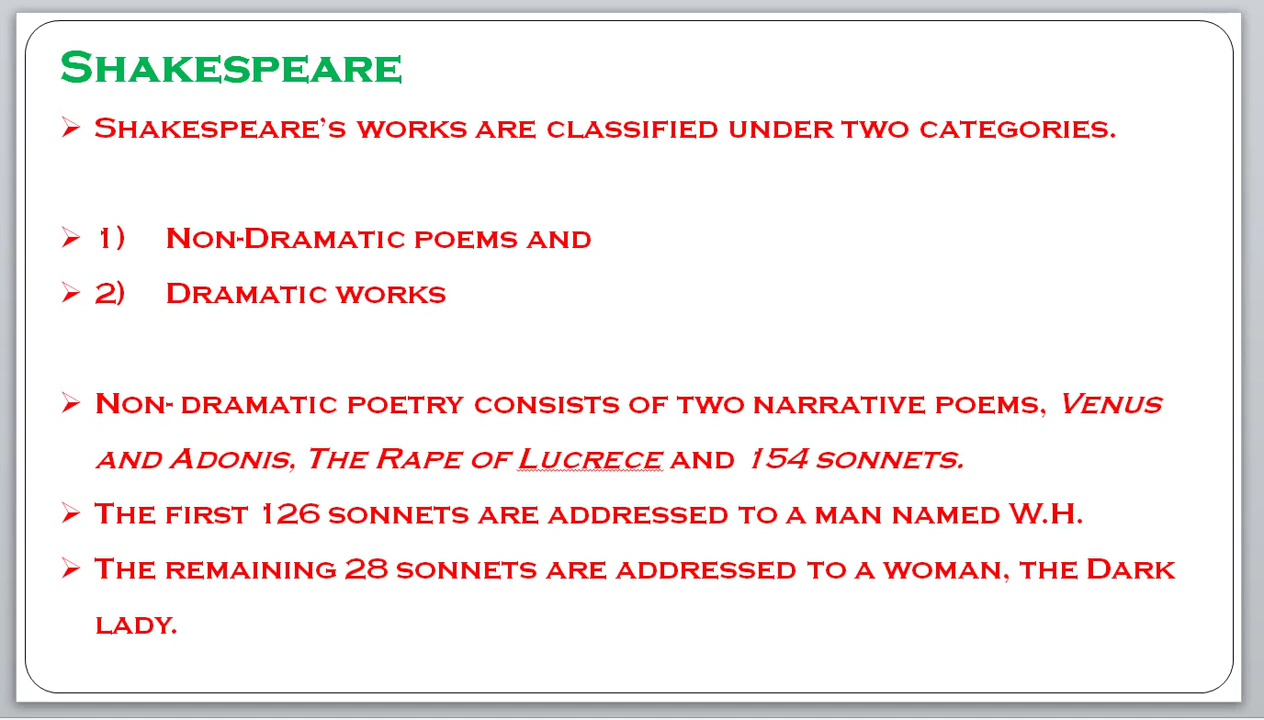 Shakespeare
➢ Shakespeare's works are classified under two categories.
➢ 1) Non-Dramatic poems and
➢ 2) Dramatic works
➢ Non- dramatic poetry consists of two narrative poems, Venus
and Adonis, The Rape of Lucrece and 154 sonnets.
➢ The first 126 sonnets are addressed to a man named W.H.
➢ The remaining 28 sonnets are addressed to a woman, the Dark
lady.